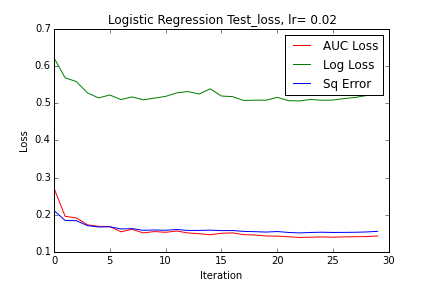 Logistic Regression Test_loss, lr= 0.02
0.7
0.6
0.5
0.4
0.3
0.2
0.1
Loss
AUC Loss
Log Loss
Sq Error
0 5 10 15 20 25 30
Iteration